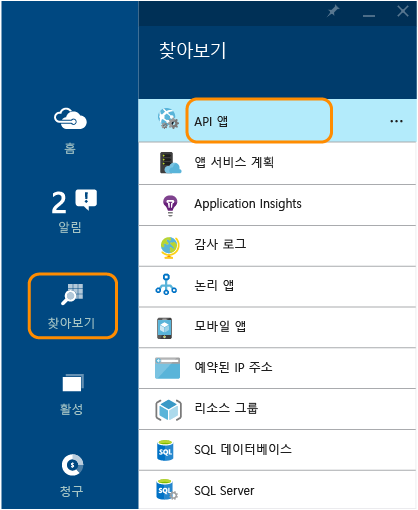 찾아보기
홈
2
알림
찾아보기
활성
청구
API 앱
앱 서비스 계획
Application Insights
감사 로그
논리 앱
모바일 앱
예약된 IP 주소
리소스 그룹
SQL
SQL 데이터베이스
SQL
SQL Server